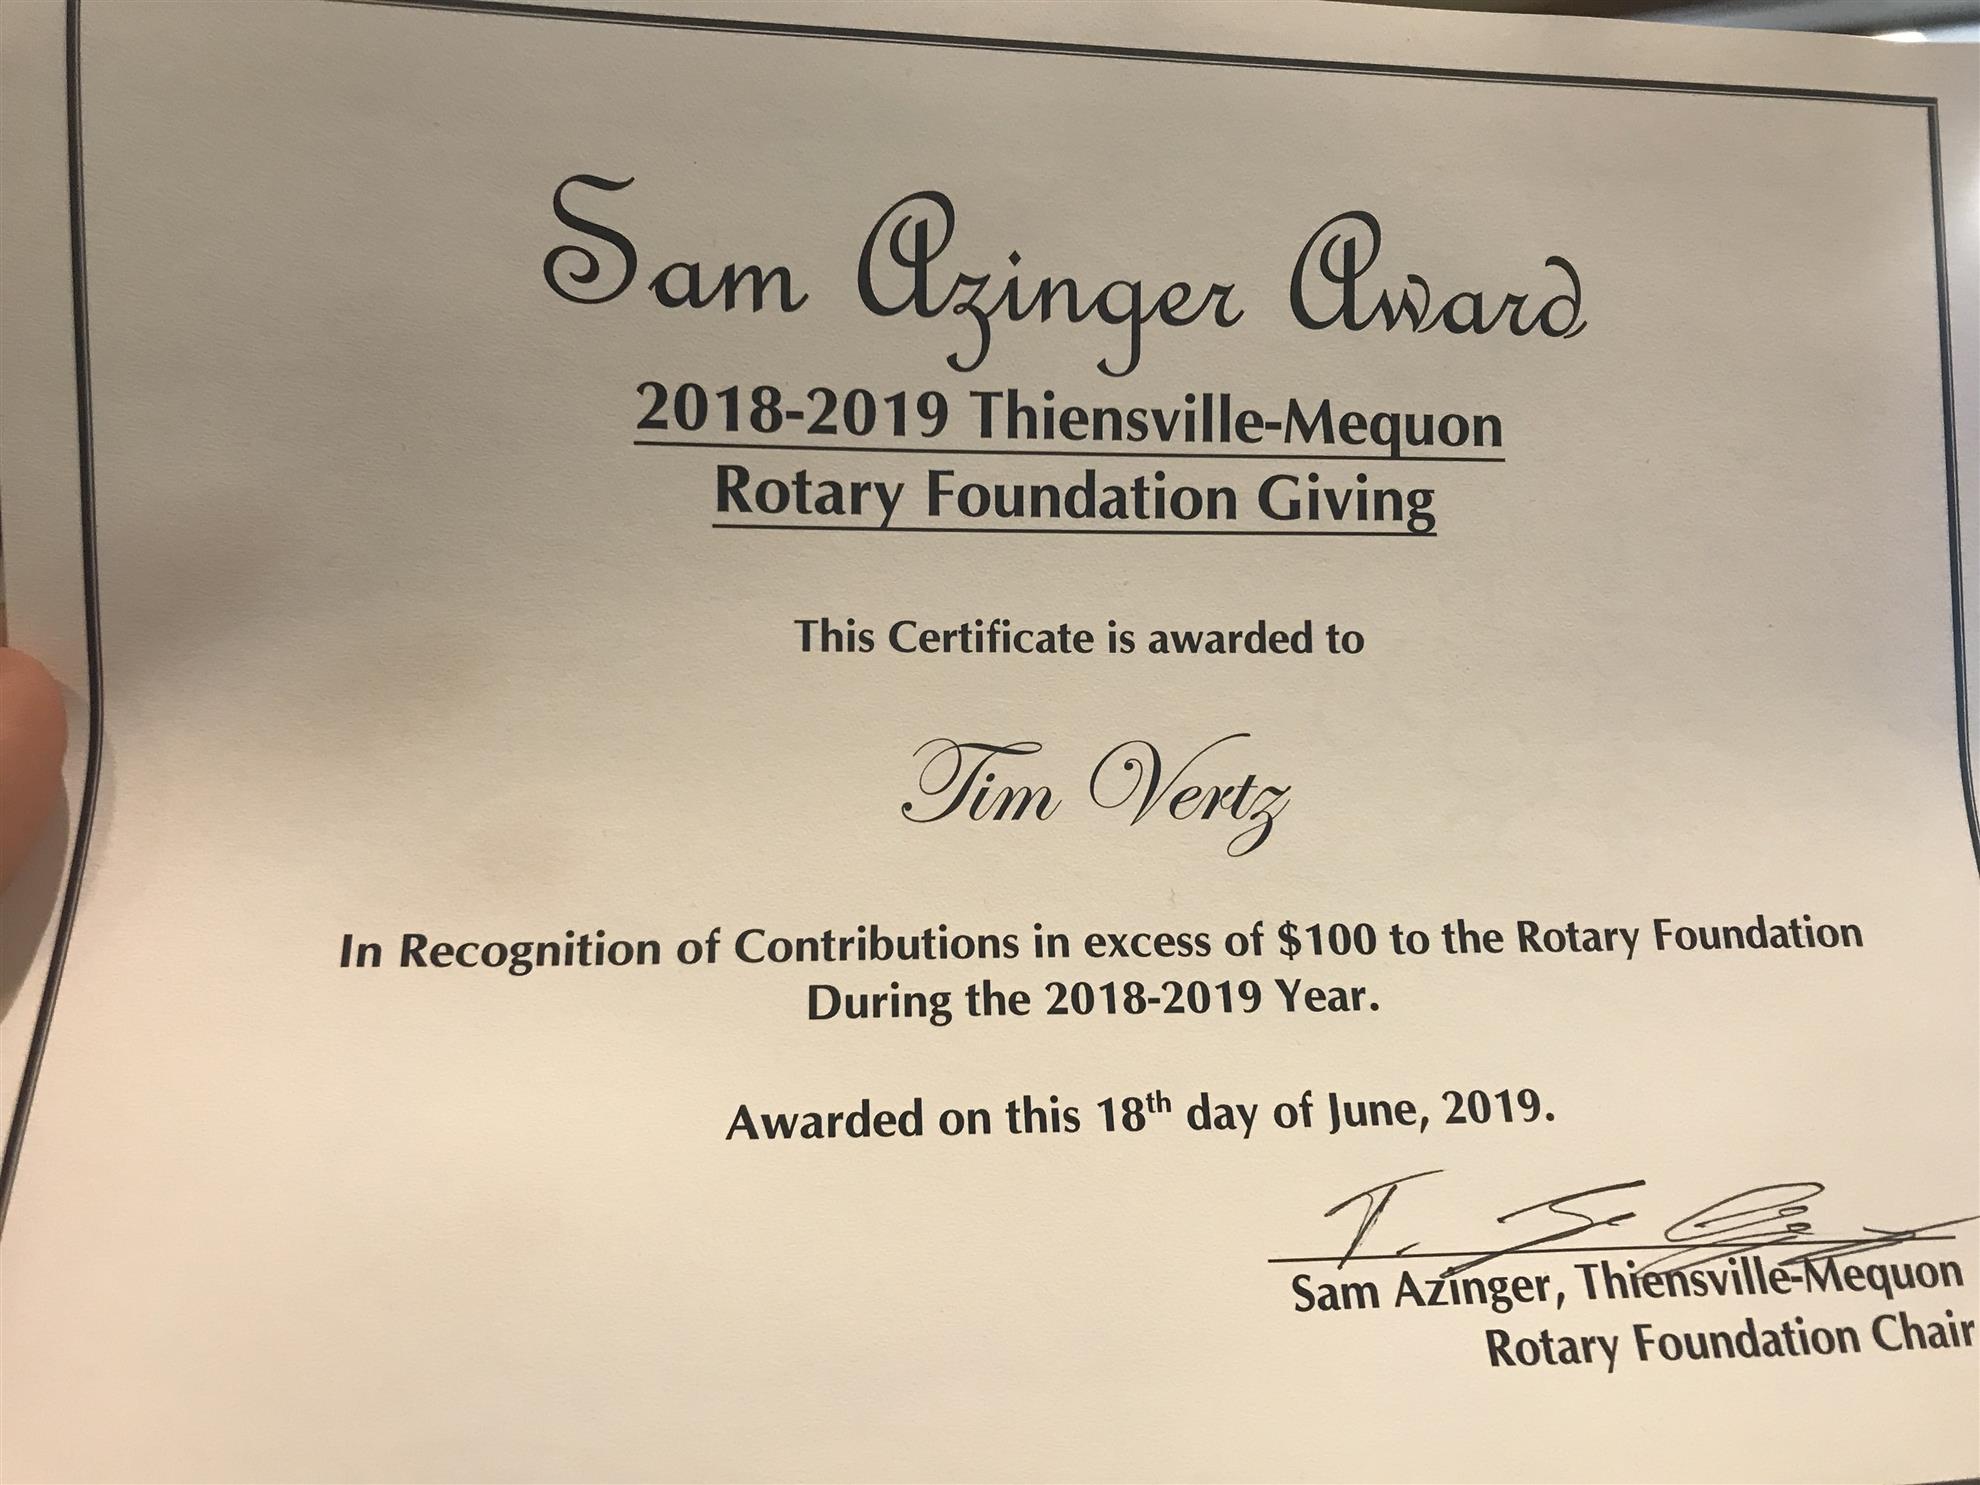 Sam Azinger Award
2018-2019 Thiensville-Mequon
Rotary Foundation Giving
This Certificate is awarded to
Tim Vertz
In Recognition of Contributions in excess of $100 to the Rotary Foundation
During the 2018-2019 Year.
Awarded on this 18th day of June, 2019.
Sam Azinger, Thiensville-Mequon
Rotary Foundation Chair